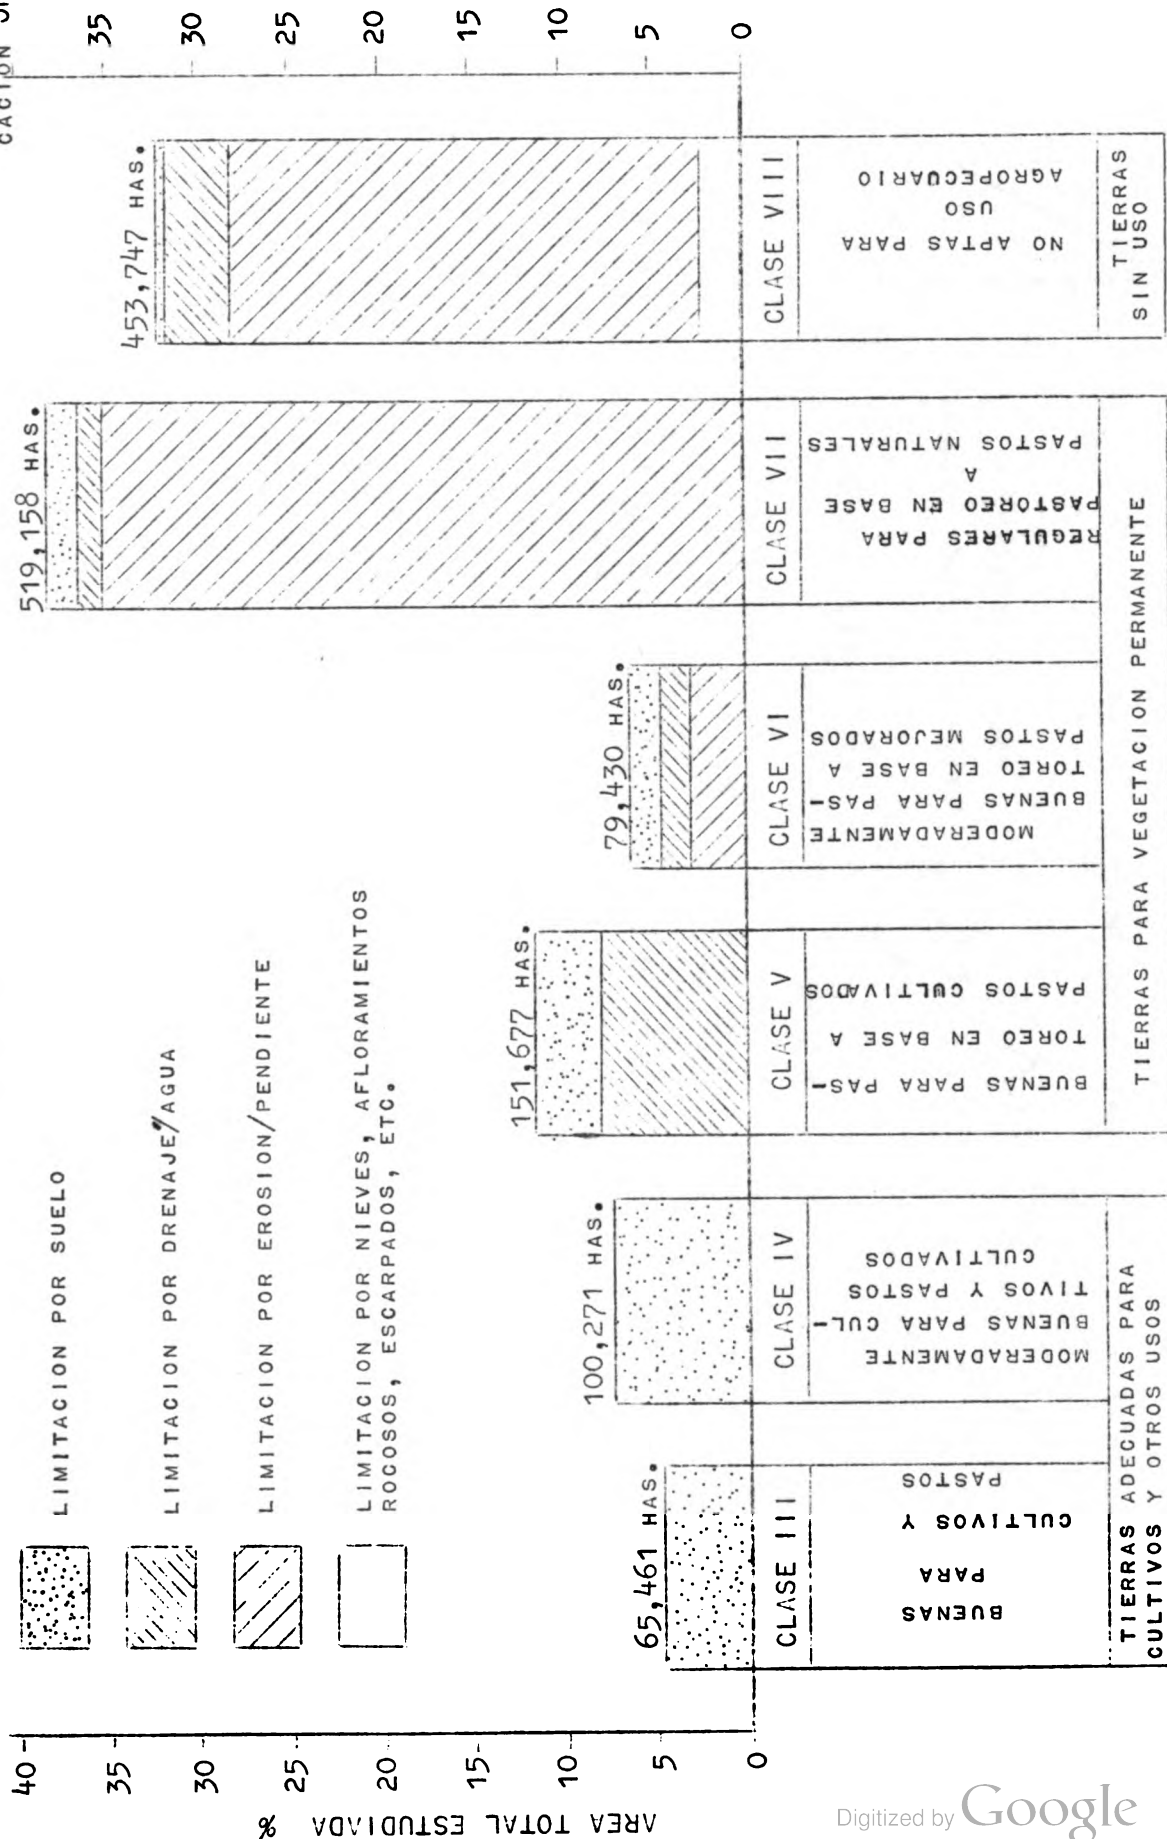 CACION
40
35
30
25
20
15
10
5
0
AREA TOTAL ESTUDIADA %
LIMITACION POR SUELO
LIMITACION POR DRENAJE/AGUA
LIMITACION POR EROSION/PENDIENTE
LIMITACION POR NIEVES, AFLORAMIENTOS
ROCOSOS, ESCARPADOS, ETC.
65,461 HAS.
100,271 HAS.
151,677 HAS.
79,430 HAS.
519,158 HAS.
453,747 HAS.
35
30
25
20
15
10
5
0
CLASE III
BUENAS
PARA
CULTIVOS Y
PASTOS
CLASE IV
MODERADAMENTE
BUENAS PARA CUL-
TIVOS Y PASTOS
CULTIVADOS
CLASE V
BUENAS PARA PAS-
TOREO EN BASE A
PASTOS CULTIVADOS
CLASE VI
MODERADAMENTE
BUENAS PARA PAS-
TOREO EN BASE A
PASTOS MEJORADOS
CLASE VII
REGULARES PARA
PASTOREO EN BASE
A
PASTOS NATURALES
CLASE VIII
NO APTAS PARA
USO
AGROPECUARIO
TIERRAS ADECUADAS PARA
CULTIVOS Y OTROS USOS
TIERRAS PARA VEGETACION PERMANENTE
TIERRAS
SIN USO
Digitized by Google